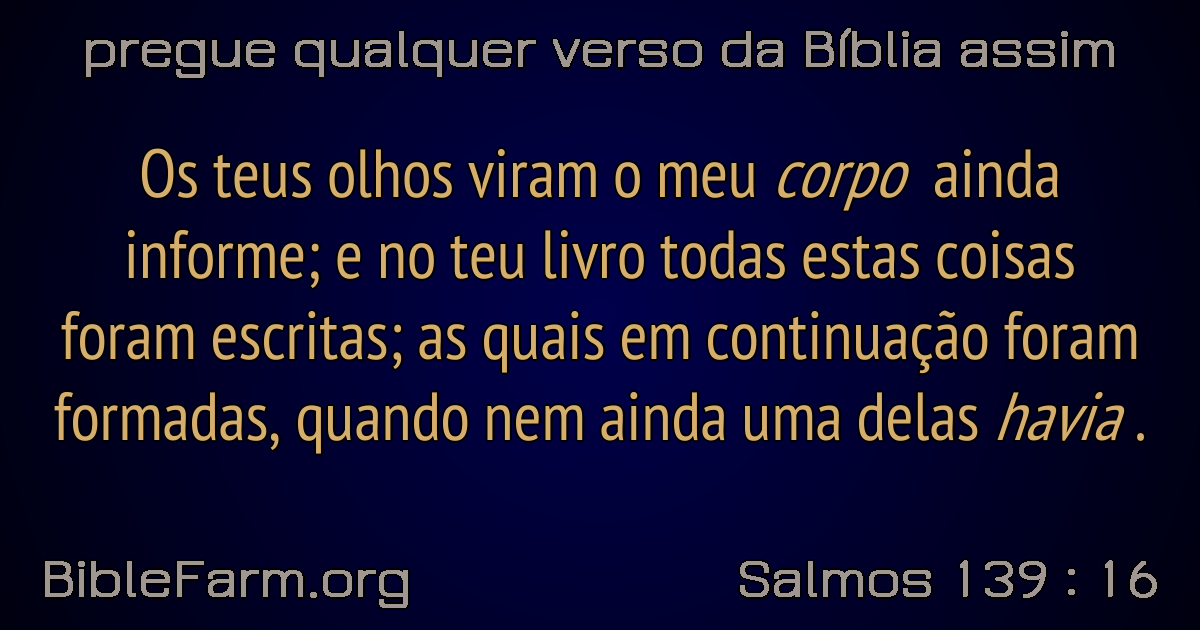 pregue qualquer verso da Bíblia assim
Os teus olhos viram o meu corpo ainda
informe; e no teu livro todas estas coisas
foram escritas; as quais em continuação foram
formadas, quando nem ainda uma delas havia .
BibleFarm.org
Salmos 139 : 16